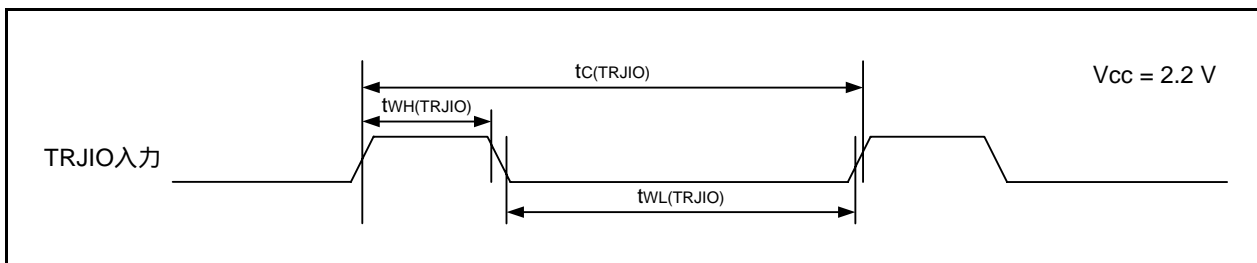 tC(TRJIO)
Vcc = 2.2 V
tWH(TRJIO)
TRJIO入力
tWL(TRJIO)